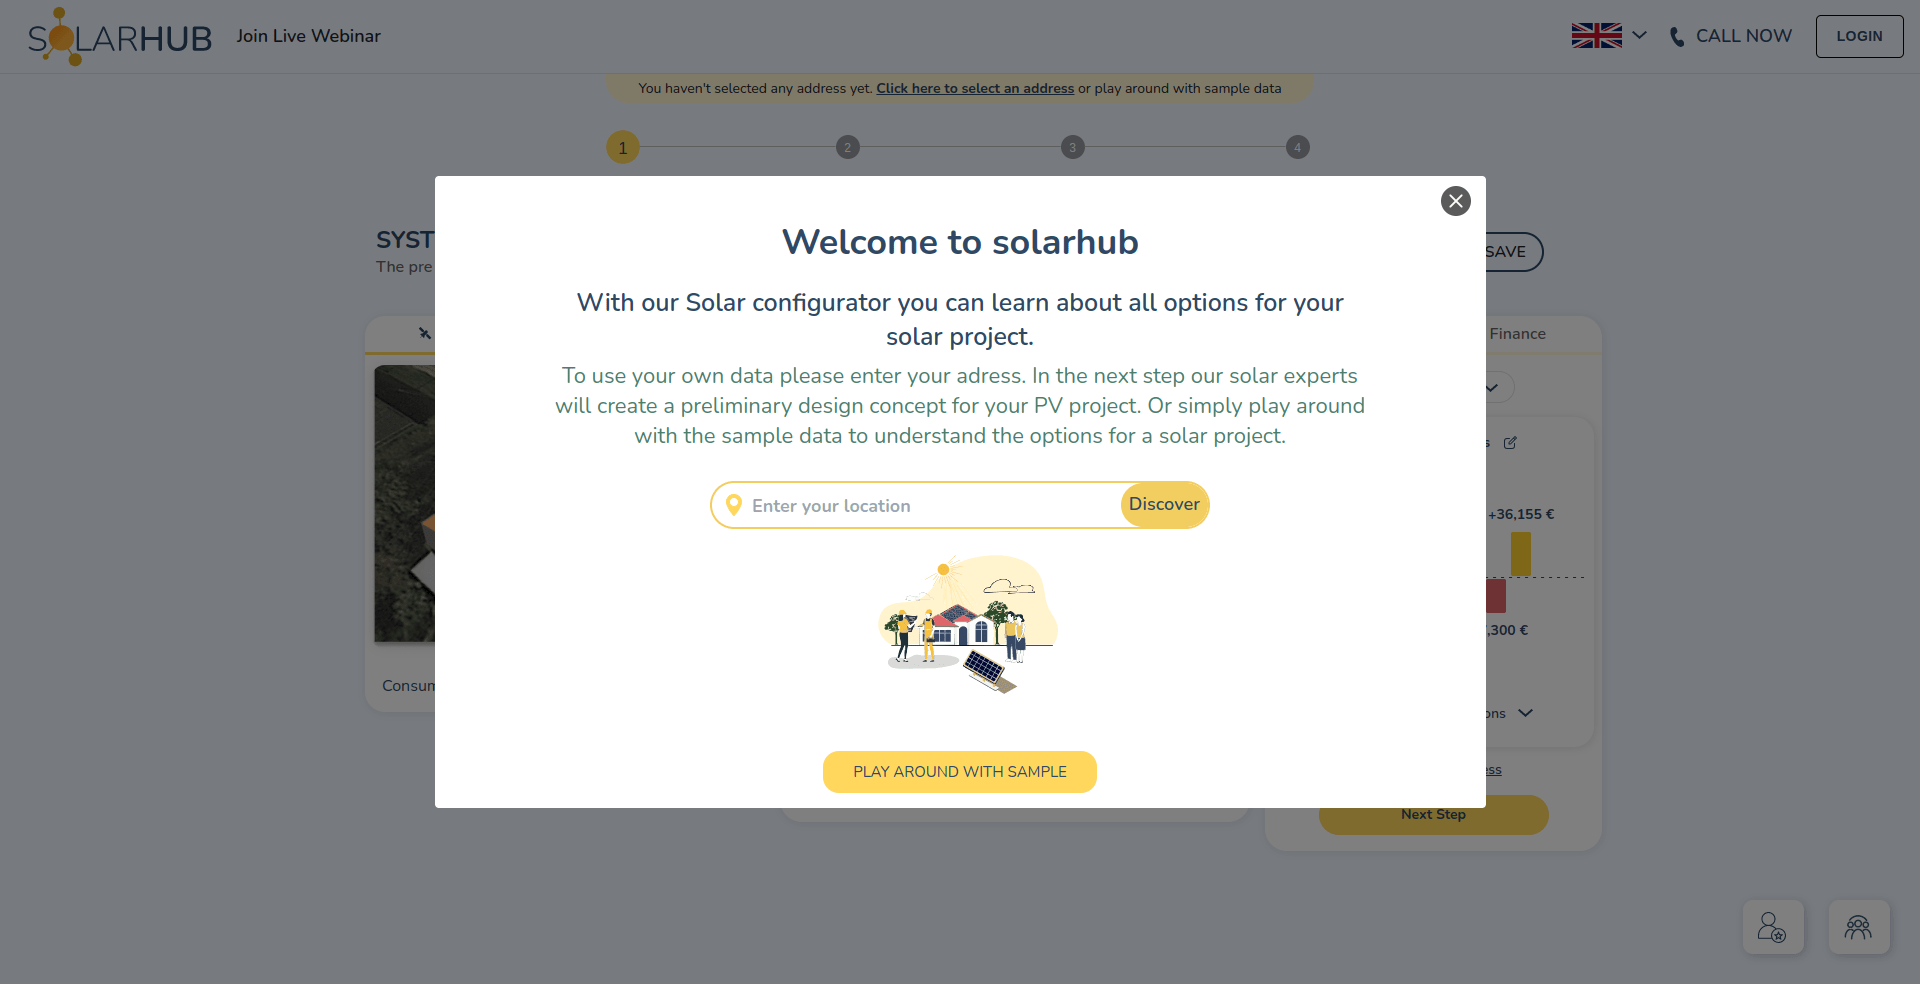 SOLARHUB
Join Live Webinar
CALL NOW
LOGIN
You haven't selected any address yet. Click here to select an address or play around with sample data
1
2
3
4
SYST
The pre
SAVE
Welcome to solarhub
With our Solar configurator you can learn about all options for your
solar project.
To use your own data please enter your adress. In the next step our solar experts
will create a preliminary design concept for your PV project. Or simply play around
with the sample data to understand the options for a solar project.
Enter your location
Discover
PLAY AROUND WITH SAMPLE
Finance
s
+36,155 €
,300 €
Consum
ons
ess
Next Step